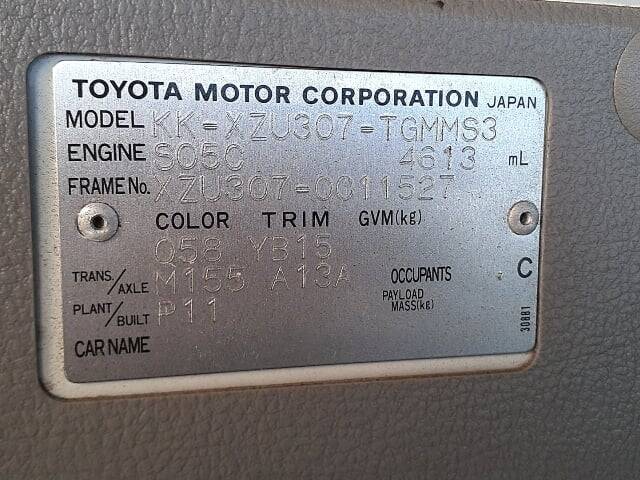 TOYOTA MOTOR CORPORATION JAPAN
MODEL KK-XZU307-TGMMS3
ENGINE S05C 4613 mL
FRAME No. XZU307-0011527
COLOR TRIM GVM(kg)
Q58 YB15
TRANS./AXLE M155 A13A OCCUPANTS C
PAYLOAD MASS(kg)
PLANT/BUILT P11
CAR NAME
30881